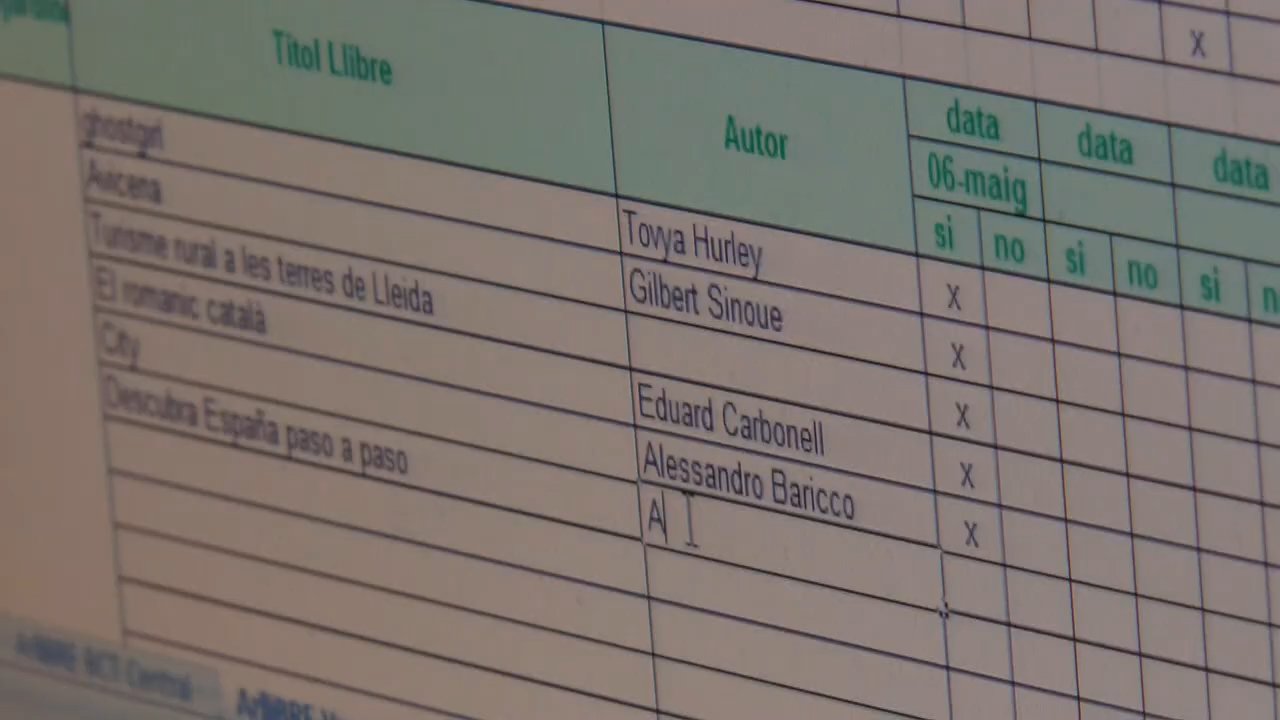 x
Titol Llibre
Autor
data
data
data
06-maig
si
no
si
no
si
ghostgirl
Tovya Hurley
x
Avicena
Gilbert Sinoue
x
Turisme rural a les terres de Lleida
x
El romanic català
Eduard Carbonell
x
City
Alessandro Baricco
x
Descubra España paso a paso
A